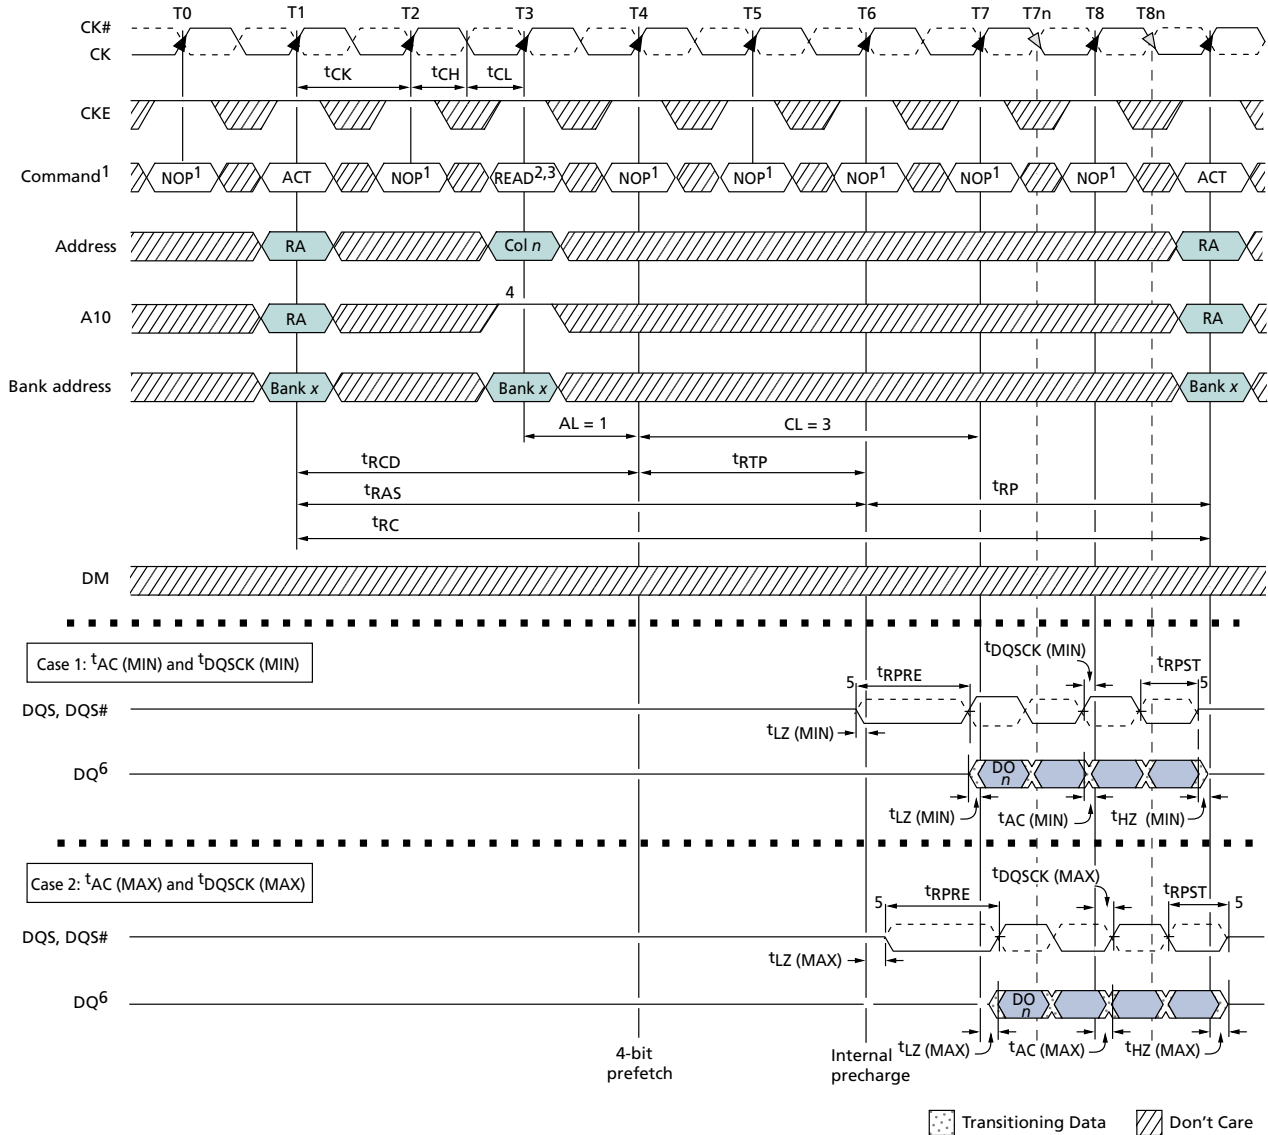 T0 T1 T2 T3 T4 T5 T6 T7 T7n T8 T8n
CK#
CK
tCK tCH tCL
CKE
Command1 NOP1 ACT NOP1 READ2,3 NOP1 NOP1 NOP1 NOP1 NOP1 ACT
Address RA Col n RA
4
A10 RA RA
Bank address Bank x Bank x Bank x
AL = 1 CL = 3
tRCD tRTP
tRAS tRP
tRC
DM
Case 1: tAC (MIN) and tDQSCK (MIN)
tDQSCK (MIN)
5 tRPRE tRPST 5
DQS, DQS#
tLZ (MIN)
DQ6 DO
n
tLZ (MIN) tAC (MIN) tHZ (MIN)
Case 2: tAC (MAX) and tDQSCK (MAX)
tDQSCK (MAX)
5 tRPRE tRPST 5
DQS, DQS#
tLZ (MAX)
DQ6 DO
n
tLZ (MAX) tAC (MAX) tHZ (MAX)
4-bit
prefetch
Internal
precharge
Transitioning Data Don't Care